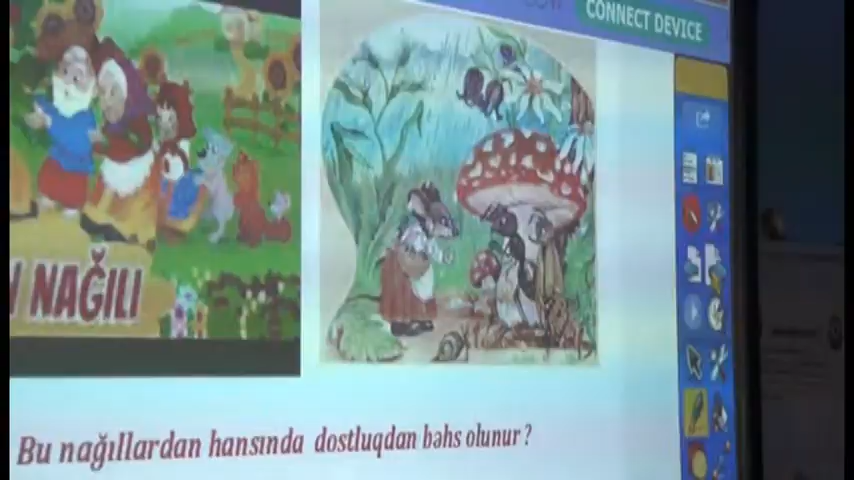 CONNECT DEVICE
NAĞILI
Bu nağıllardan hansında dostluqdan bəhs olunur ?